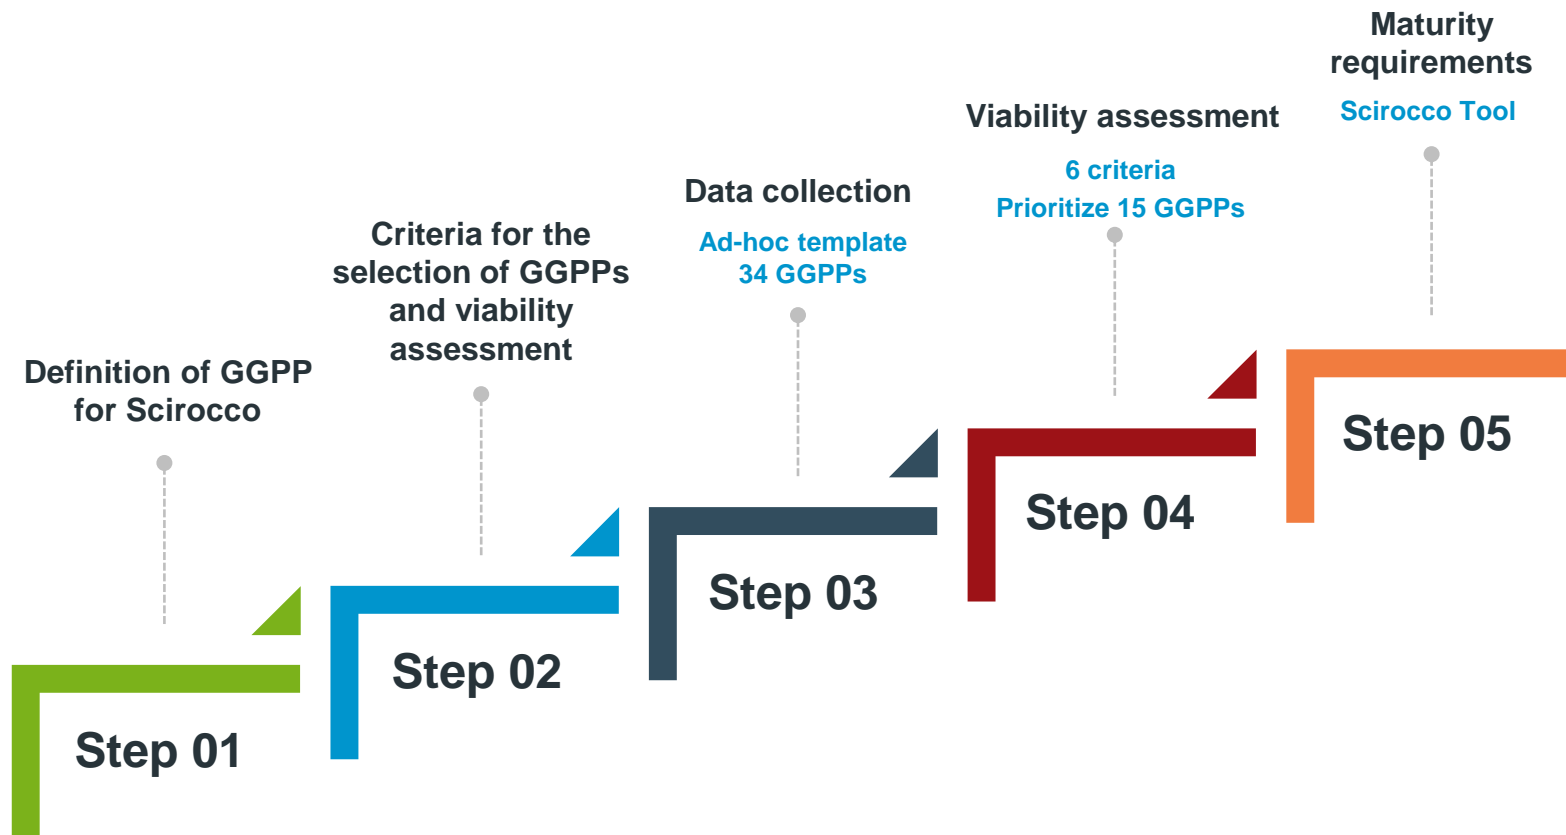 Definition of GGPP
for Scirocco
Step 01
Criteria for the
selection of GGPPs
and viability
assessment
Step 02
Data collection
Ad-hoc template
34 GGPPs
Step 03
Viability assessment
6 criteria
Prioritize 15 GGPPs
Step 04
Maturity
requirements
Scirocco Tool
Step 05